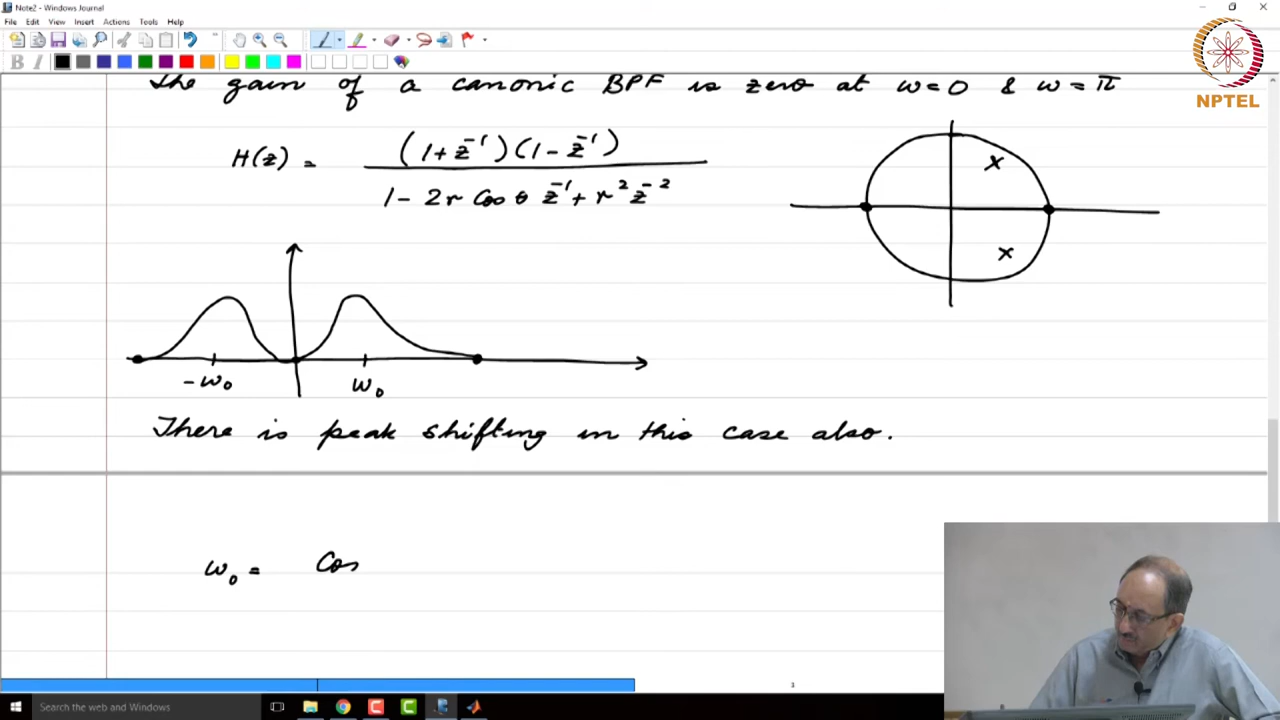 Note2 - Windows Journal
File Edit View Insert Actions Tools Help
B I
NPTEL
The gain of a canonic BPF is zero at ω=0 & ω=π
H(z) = (1+z⁻¹)(1-z⁻¹)
1-2r Cos θ z⁻¹+r²z⁻²
x
x
-ω₀ ω₀
There is peak shifting in this case also.
ω₀ = Cos
3
Search the web and Windows